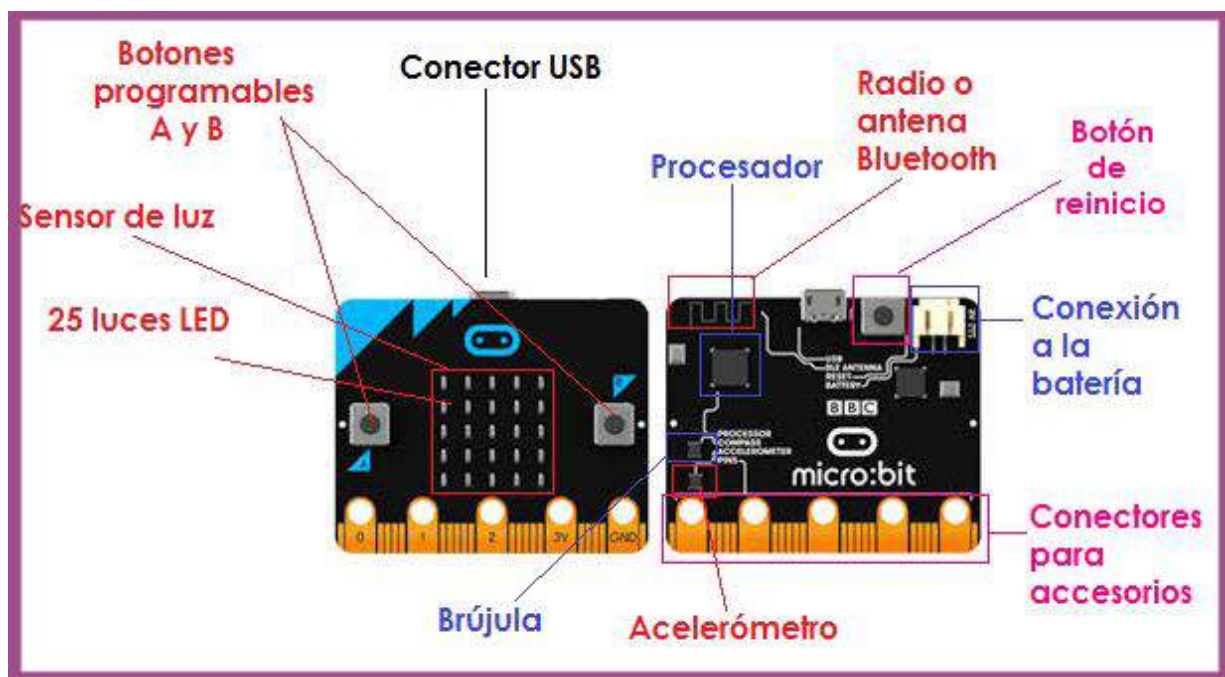 Botones
programables
A y B
Conector USB
Radio o
antena
Bluetooth
Botón
de
reinicio
Procesador
Sensor de luz
25 luces LED
Conexión
a la
batería
USB
BLE ANTENNA
RESET
BATTERY
BBC
PROCESSOR
COMPASS
ACCELEROMETER
PINS
micro:bit
B
A
0 1 2 3V GND
Conectores
para
accesorios
Brújula
Acelerómetro